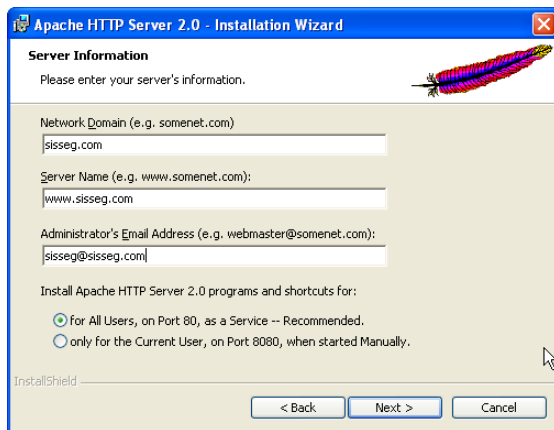 Apache HTTP Server 2.0 - Installation Wizard
Server Information
Please enter your server's information.
Network Domain (e.g. somenet.com)
sisseg.com
Server Name (e.g. www.somenet.com):
www.sisseg.com
Administrator's Email Address (e.g. webmaster@somenet.com):
sisseg@sisseg.com
Install Apache HTTP Server 2.0 programs and shortcuts for:
for All Users, on Port 80, as a Service -- Recommended.
only for the Current User, on Port 8080, when started Manually.
InstallShield
< Back Next > Cancel